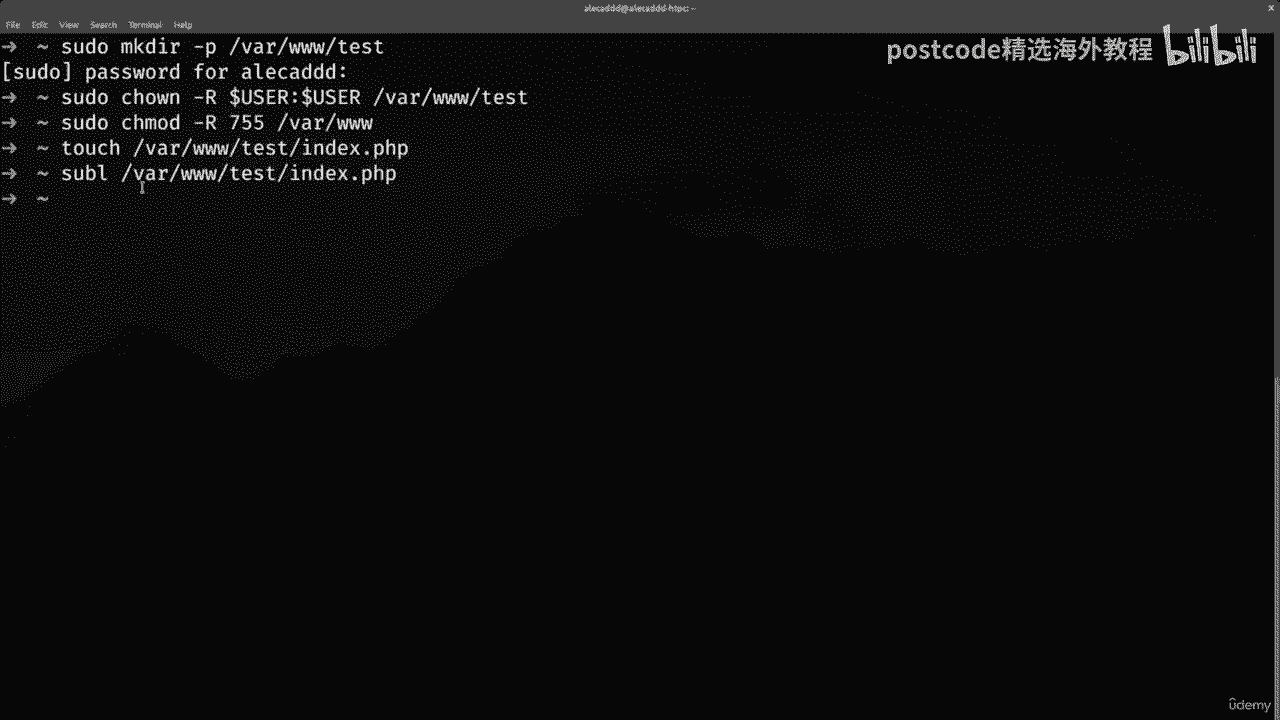 alecaddd@alecaddd-htpc: ~
×
File Edit View Search Terminal Help
→ ~ sudo mkdir -p /var/www/test
[sudo] password for alecaddd:
→ ~ sudo chown -R $USER:$USER /var/www/test
→ ~ sudo chmod -R 755 /var/www
→ ~ touch /var/www/test/index.php
→ ~ subl /var/www/test/index.php
→ ~
postcode精选海外教程 bilibili
ûdemy